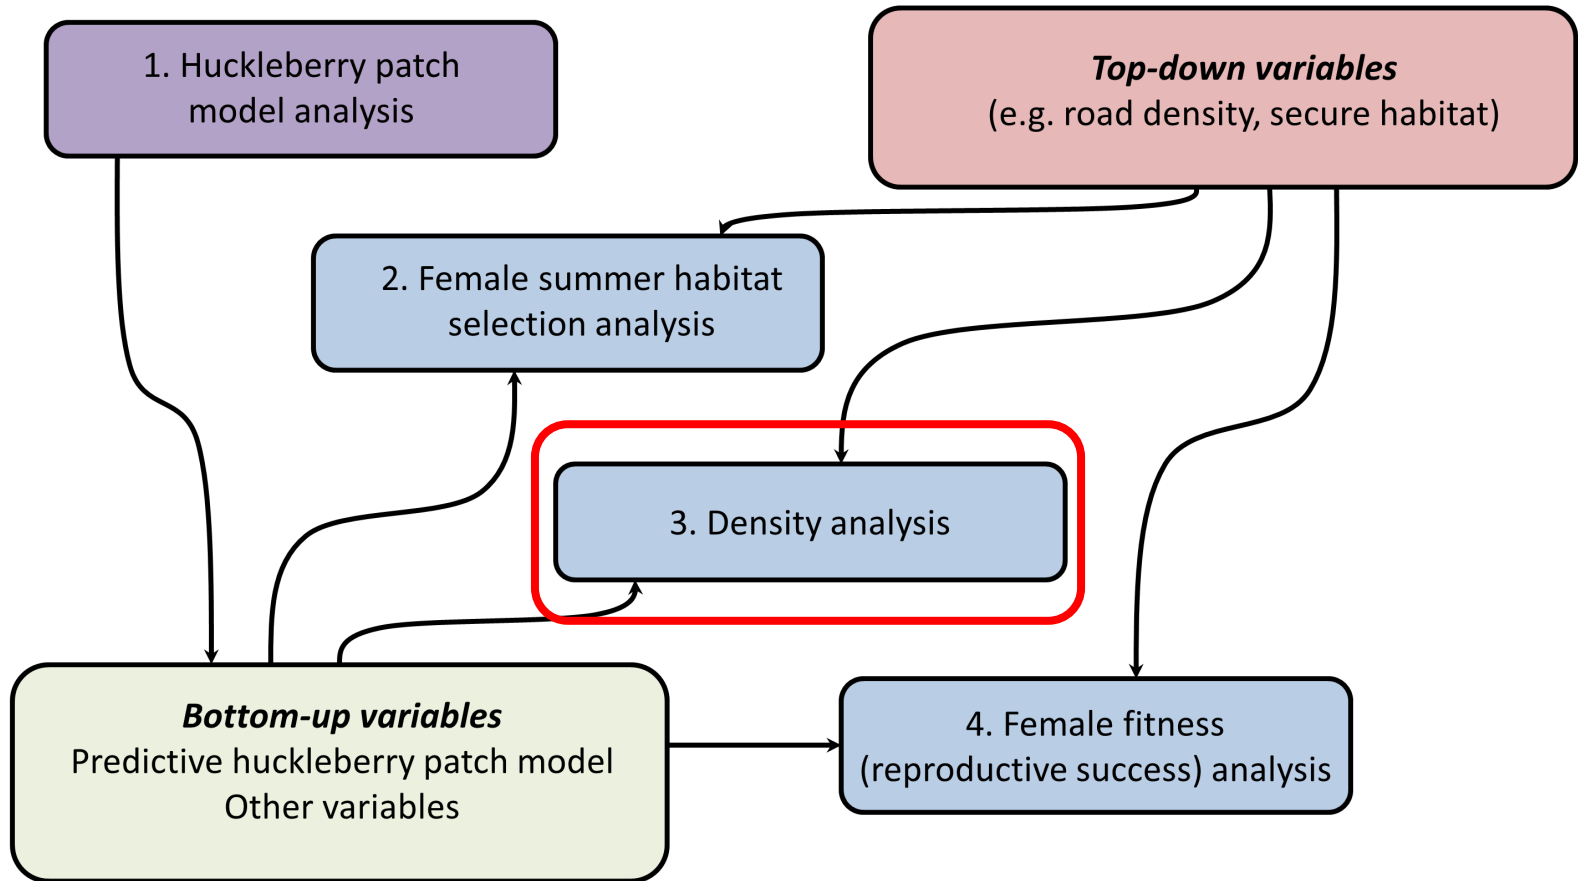 1. Huckleberry patch
model analysis
Top-down variables
(e.g. road density, secure habitat)
2. Female summer habitat
selection analysis
3. Density analysis
Bottom-up variables
Predictive huckleberry patch model
Other variables
4. Female fitness
(reproductive success) analysis